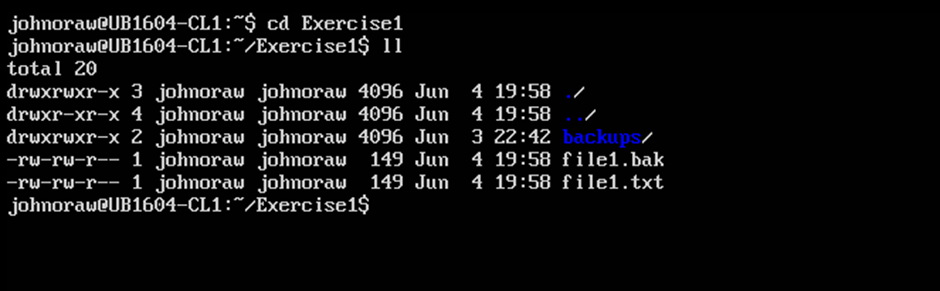 johnoraw@UB1604-CL1:~$ cd Exercise1
johnoraw@UB1604-CL1:~/Exercise1$ ll
total 20
drwxrwxr-x 3 johnoraw johnoraw 4096 Jun  4 19:58 ./
drwxr-xr-x 4 johnoraw johnoraw 4096 Jun  4 19:58 ../
drwxrwxr-x 2 johnoraw johnoraw 4096 Jun  3 22:42 backups/
-rw-rw-r-- 1 johnoraw johnoraw  149 Jun  4 19:58 file1.bak
-rw-rw-r-- 1 johnoraw johnoraw  149 Jun  4 19:58 file1.txt
johnoraw@UB1604-CL1:~/Exercise1$